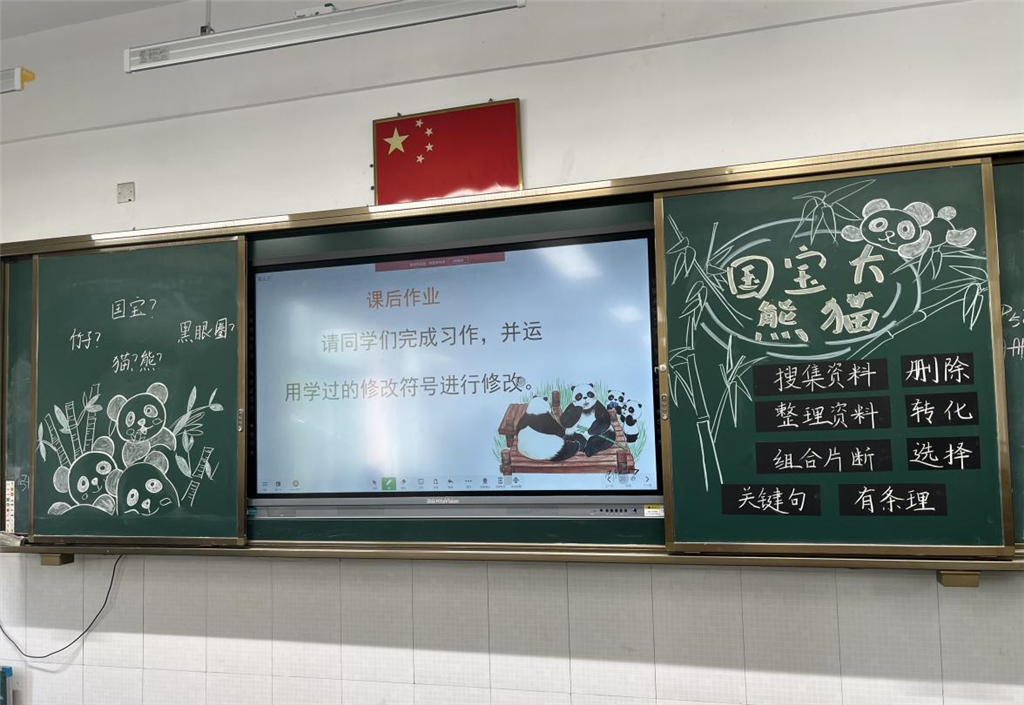 国宝？
竹子？
黑眼圈？
猫？熊？
课后作业
请同学们完成习作，并运
用学过的修改符号进行修改。
国宝大
熊猫
搜集资料
删除
整理资料
转化
组合片断
选择
关键句
有条理